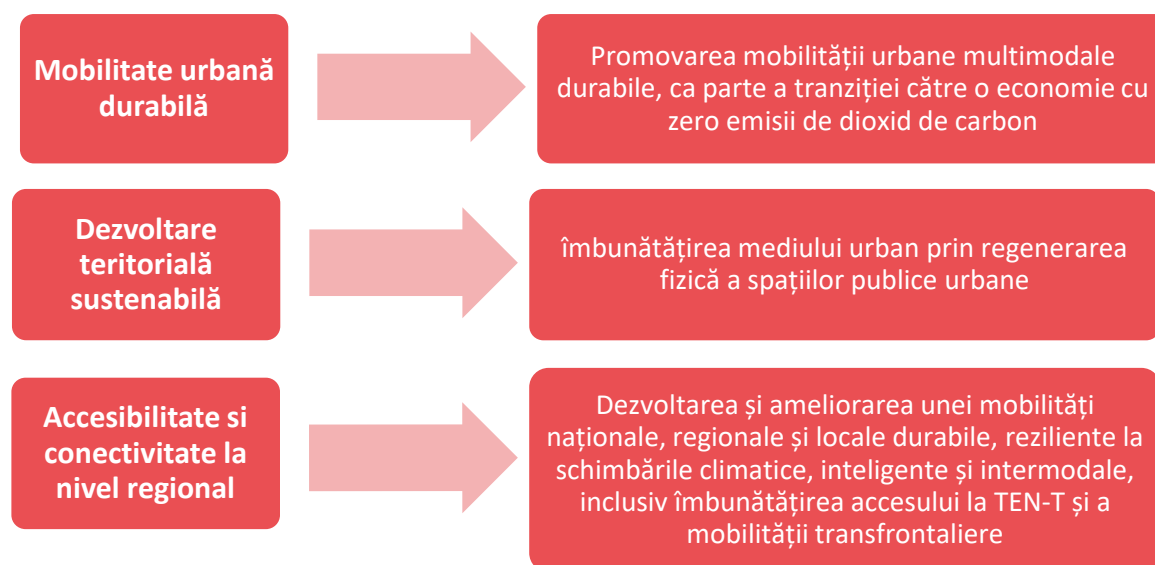 Mobilitate urbană
durabilă
Promovarea mobilității urbane multimodale
durabile, ca parte a tranziției către o economie cu
zero emisii de dioxid de carbon
Dezvoltare
teritorială
sustenabilă
îmbunătățirea mediului urban prin regenerarea
fizică a spațiilor publice urbane
Accesibilitate si
conectivitate la
nivel regional
Dezvoltarea și ameliorarea unei mobilități
naționale, regionale și locale durabile, reziliente la
schimbările climatice, inteligente și intermodale,
inclusiv îmbunătățirea accesului la TEN-T și a
mobilității transfrontaliere